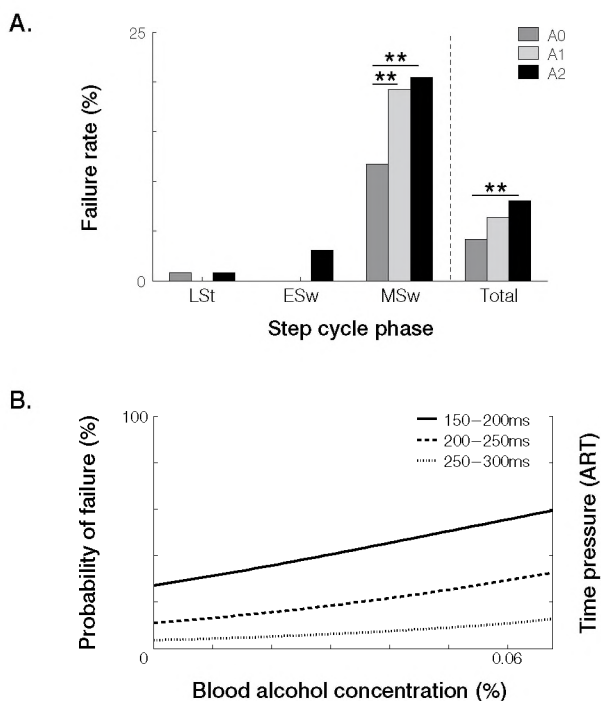 A.
25
A0
A1
A2
**
**
**
Failure rate (%)
0
LSt ESw MSw Total
Step cycle phase
B.
100
150–200ms
200–250ms
250–300ms
Probability of failure (%)
Time pressure (ART)
0 0.06
Blood alcohol concentration (%)